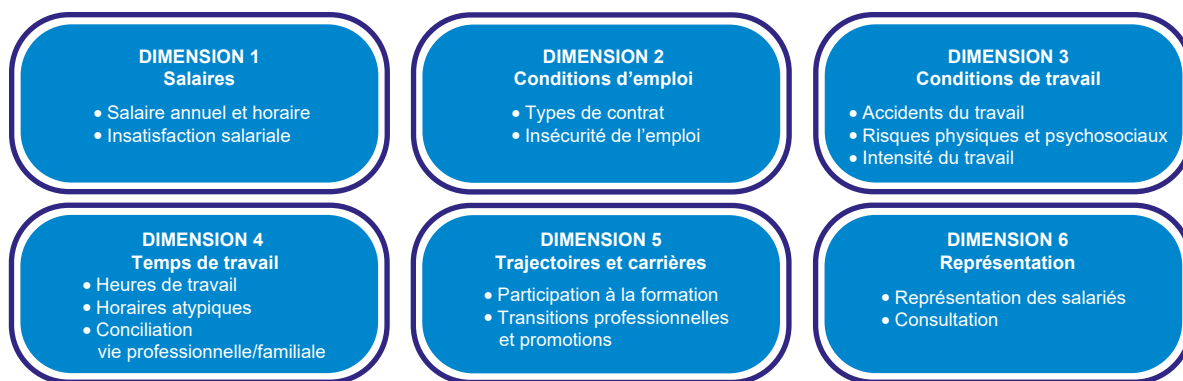 DIMENSION 1
Salaires
• Salaire annuel et horaire
• Insatisfaction salariale
DIMENSION 2
Conditions d’emploi
• Types de contrat
• Insécurité de l’emploi
DIMENSION 3
Conditions de travail
• Accidents du travail
• Risques physiques et psychosociaux
• Intensité du travail
DIMENSION 4
Temps de travail
• Heures de travail
• Horaires atypiques
• Conciliation
vie professionnelle/familiale
DIMENSION 5
Trajectoires et carrières
• Participation à la formation
• Transitions professionnelles
et promotions
DIMENSION 6
Représentation
• Représentation des salariés
• Consultation